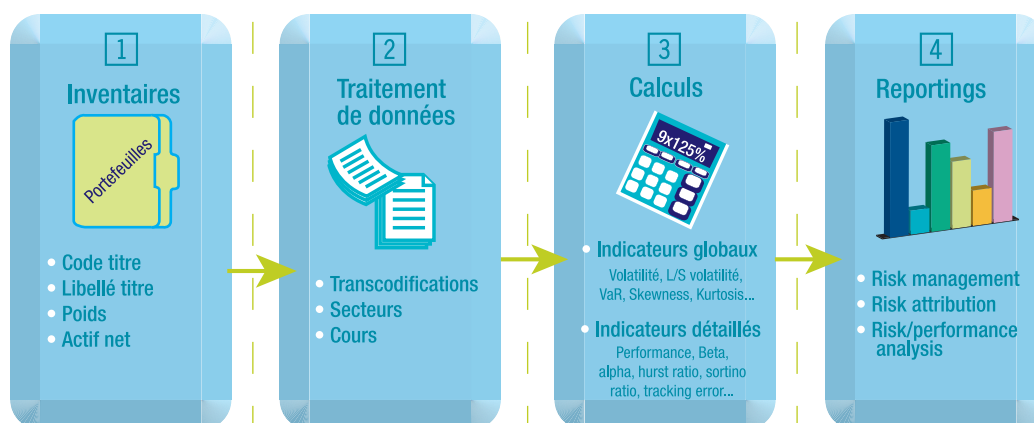 1
Inventaires
Portefeuilles
• Code titre
• Libellé titre
• Poids
• Actif net
2
Traitement
de données
• Transcodifications
• Secteurs
• Cours
3
Calculs
9x125%
• Indicateurs globaux
Volatilité, L/S volatilité,
VaR, Skewness, Kurtosis...
• Indicateurs détaillés
Performance, Beta,
alpha, hurst ratio, sortino
ratio, tracking error...
4
Reportings
• Risk management
• Risk attribution
• Risk/performance
analysis